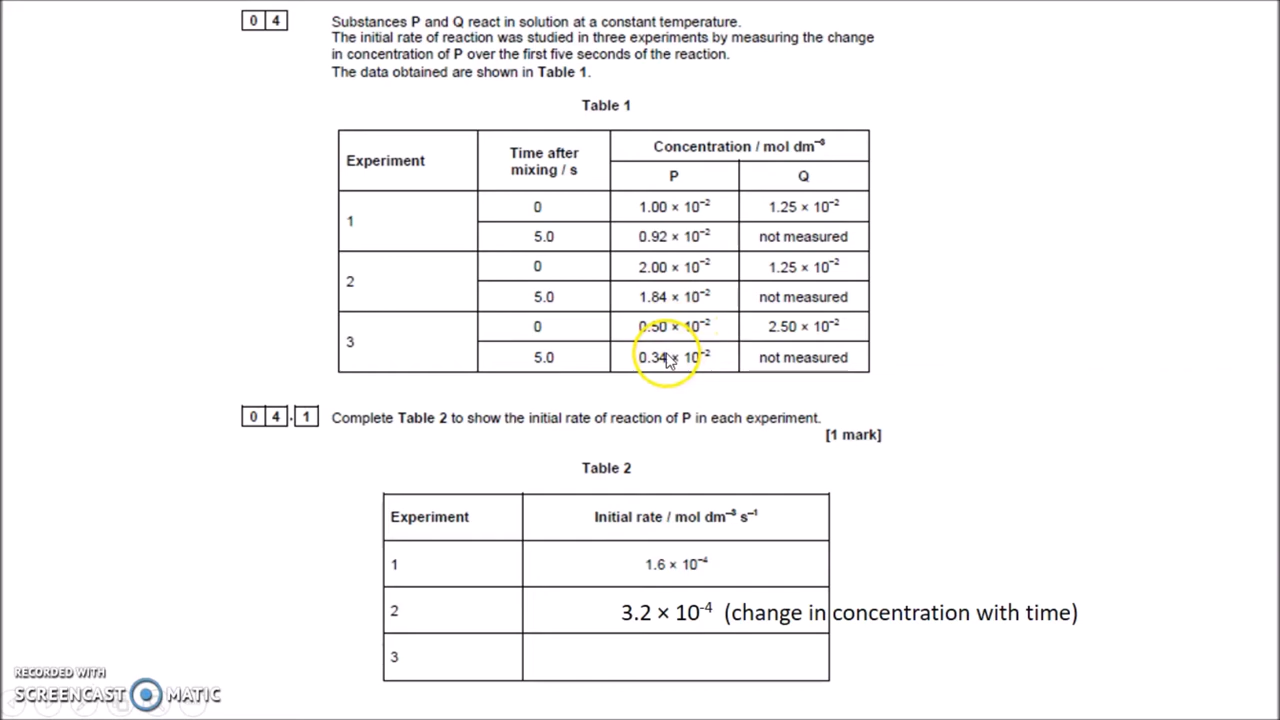 0 4
Substances P and Q react in solution at a constant temperature.
The initial rate of reaction was studied in three experiments by measuring the change
in concentration of P over the first five seconds of the reaction.
The data obtained are shown in Table 1.
Table 1
Experiment
Time after
mixing / s
Concentration / mol dm⁻³
P
Q
1
0
1.00 × 10⁻²
1.25 × 10⁻²
5.0
0.92 × 10⁻²
not measured
2
0
2.00 × 10⁻²
1.25 × 10⁻²
5.0
1.84 × 10⁻²
not measured
3
0
0.50 × 10⁻²
2.50 × 10⁻²
5.0
0.34 × 10⁻²
not measured
0 4 . 1
Complete Table 2 to show the initial rate of reaction of P in each experiment.
[1 mark]
Table 2
Experiment
Initial rate / mol dm⁻³ s⁻¹
1
1.6 × 10⁻⁴
2
3.2 × 10⁻⁴ (change in concentration with time)
3
RECORDED WITH
SCREENCAST MATIC